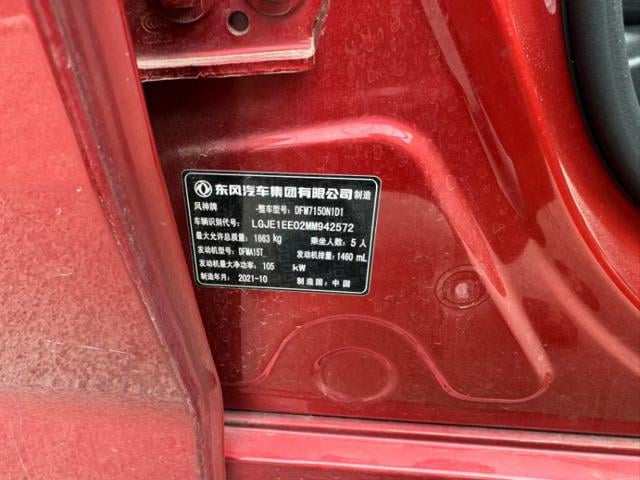 东风汽车集团有限公司 制造
风神牌 整车型号: DFM7150N1D1
车辆识别代号: LGJE1EE02MM942572
最大允许总质量: 1663 kg 乘坐人数: 5 人
发动机型号: DFMA15T 发动机排量: 1460 mL
发动机最大净功率: 105 kW
制造年月: 2021-10 制造国: 中国